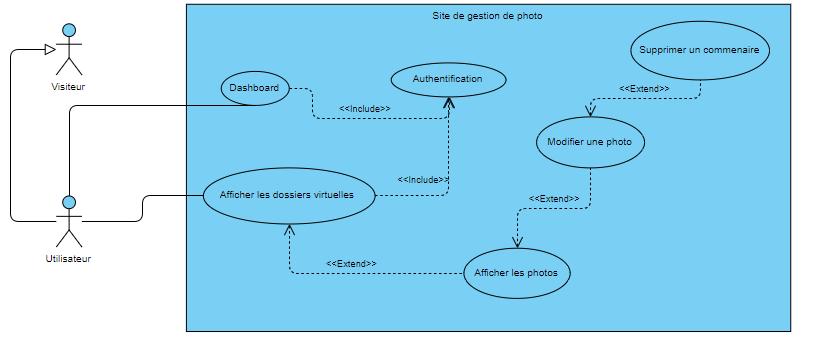 Site de gestion de photo
Visiteur
Dashboard
Authentification
Supprimer un commenaire
<<Include>>
<<Extend>>
Modifier une photo
<<Include>>
Afficher les dossiers virtuelles
<<Extend>>
Utilisateur
<<Extend>>
Afficher les photos